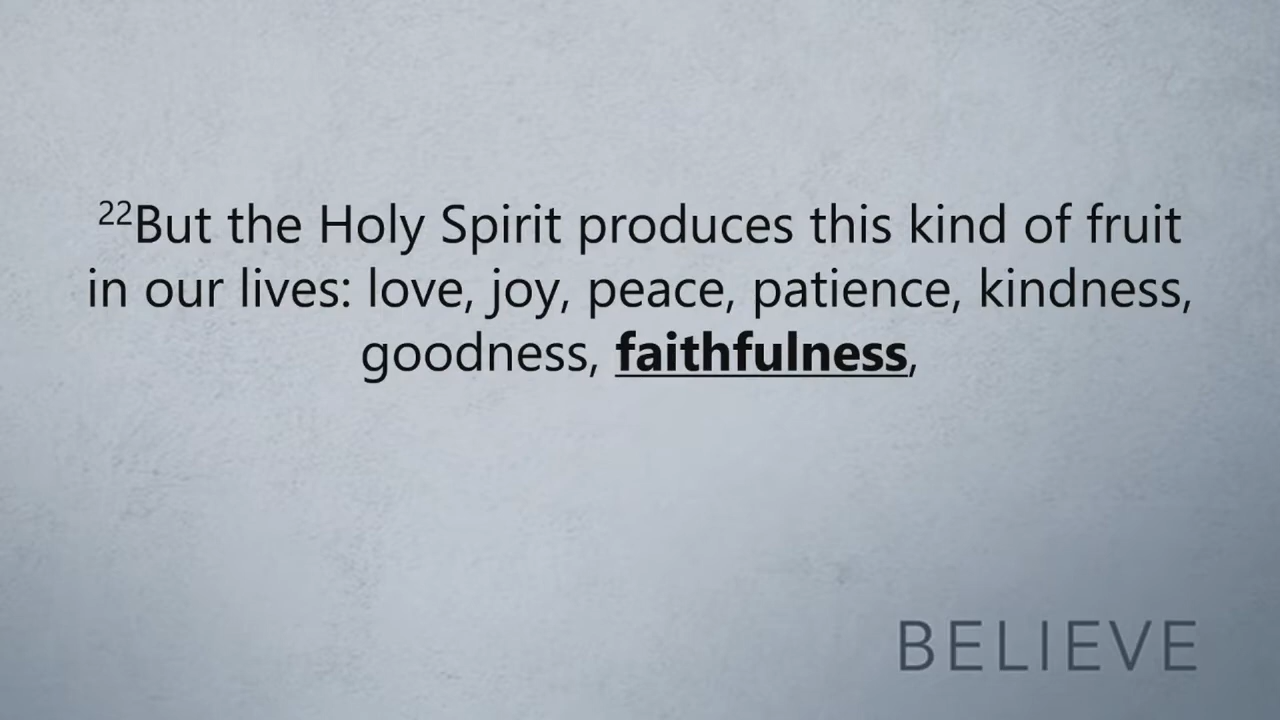 ²²But the Holy Spirit produces this kind of fruit
in our lives: love, joy, peace, patience, kindness,
goodness, faithfulness,
BELIEVE